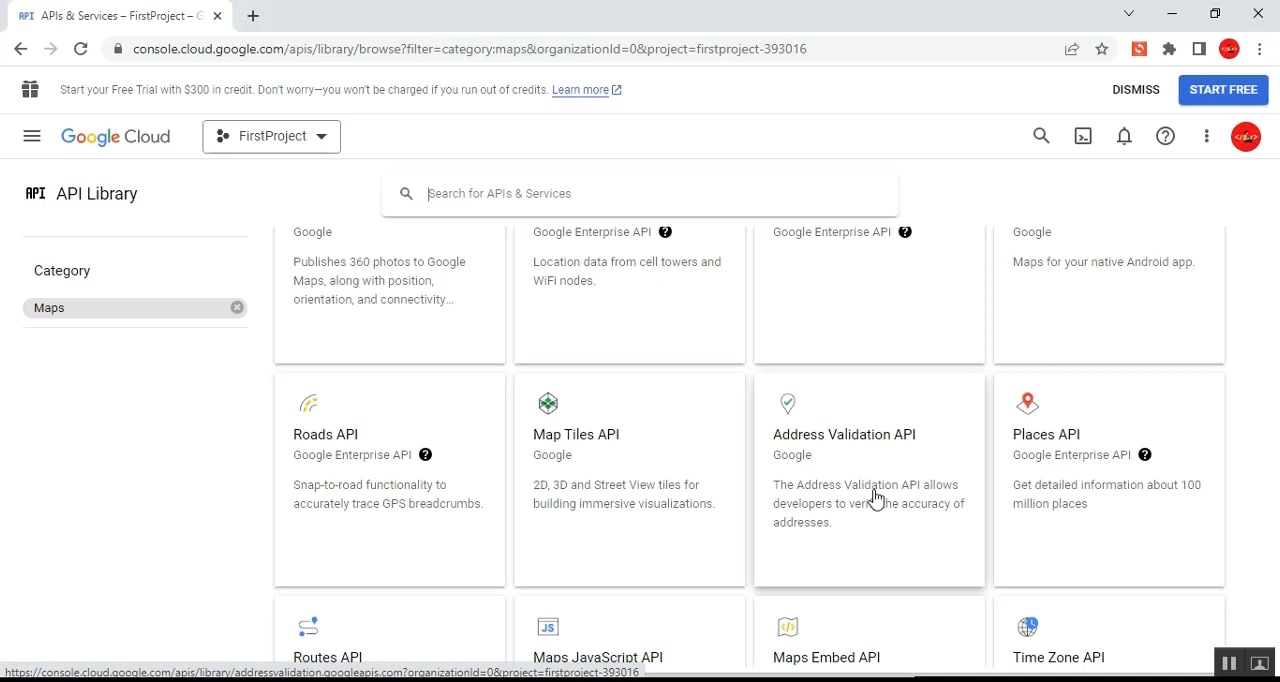 API APIs & Services – FirstProject – G
console.cloud.google.com/apis/library/browse?filter=category:maps&organizationId=0&project=firstproject-393016
Start your Free Trial with $300 in credit. Don't worry—you won't be charged if you run out of credits. Learn more
DISMISS
START FREE
Google Cloud
FirstProject
API API Library
Search for APIs & Services
Category
Maps
Google
Publishes 360 photos to Google
Maps, along with position,
orientation, and connectivity...
Google Enterprise API
Location data from cell towers and
WiFi nodes.
Google Enterprise API
Google
Maps for your native Android app.
Roads API
Google Enterprise API
Snap-to-road functionality to
accurately trace GPS breadcrumbs.
Map Tiles API
Google
2D, 3D and Street View tiles for
building immersive visualizations.
Address Validation API
Google
The Address Validation API allows
developers to verify the accuracy of
addresses.
Places API
Google Enterprise API
Get detailed information about 100
million places
Routes API
JS
Maps JavaScript API
Maps Embed API
Time Zone API
https://console.cloud.google.com/apis/library/addressvalidation.googleapis.com?organizationId=0&project=firstproject-393016